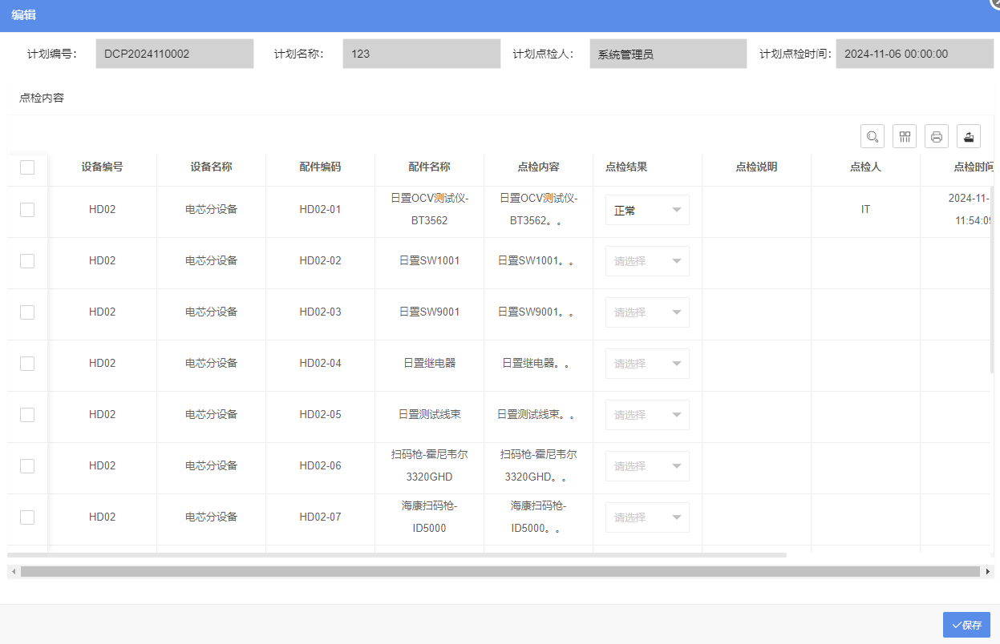 编辑
计划编号： DCP2024110002 计划名称： 123 计划点检人： 系统管理员 计划点检时间： 2024-11-06 00:00:00
点检内容
设备编号 设备名称 配件编码 配件名称 点检内容 点检结果 点检说明 点检人 点检时间
HD02 电芯分设备 HD02-01 日置OCV测试仪-BT3562 日置OCV测试仪-BT3562。。 正常 IT 2024-11- 11:54:09
HD02 电芯分设备 HD02-02 日置SW1001 日置SW1001。。 请选择
HD02 电芯分设备 HD02-03 日置SW9001 日置SW9001。。 请选择
HD02 电芯分设备 HD02-04 日置继电器 日置继电器。。 请选择
HD02 电芯分设备 HD02-05 日置测试线束 日置测试线束。。 请选择
HD02 电芯分设备 HD02-06 扫码枪-霍尼韦尔3320GHD 扫码枪-霍尼韦尔3320GHD。。 请选择
HD02 电芯分设备 HD02-07 海康扫码枪-ID5000 海康扫码枪-ID5000。。 请选择
保存